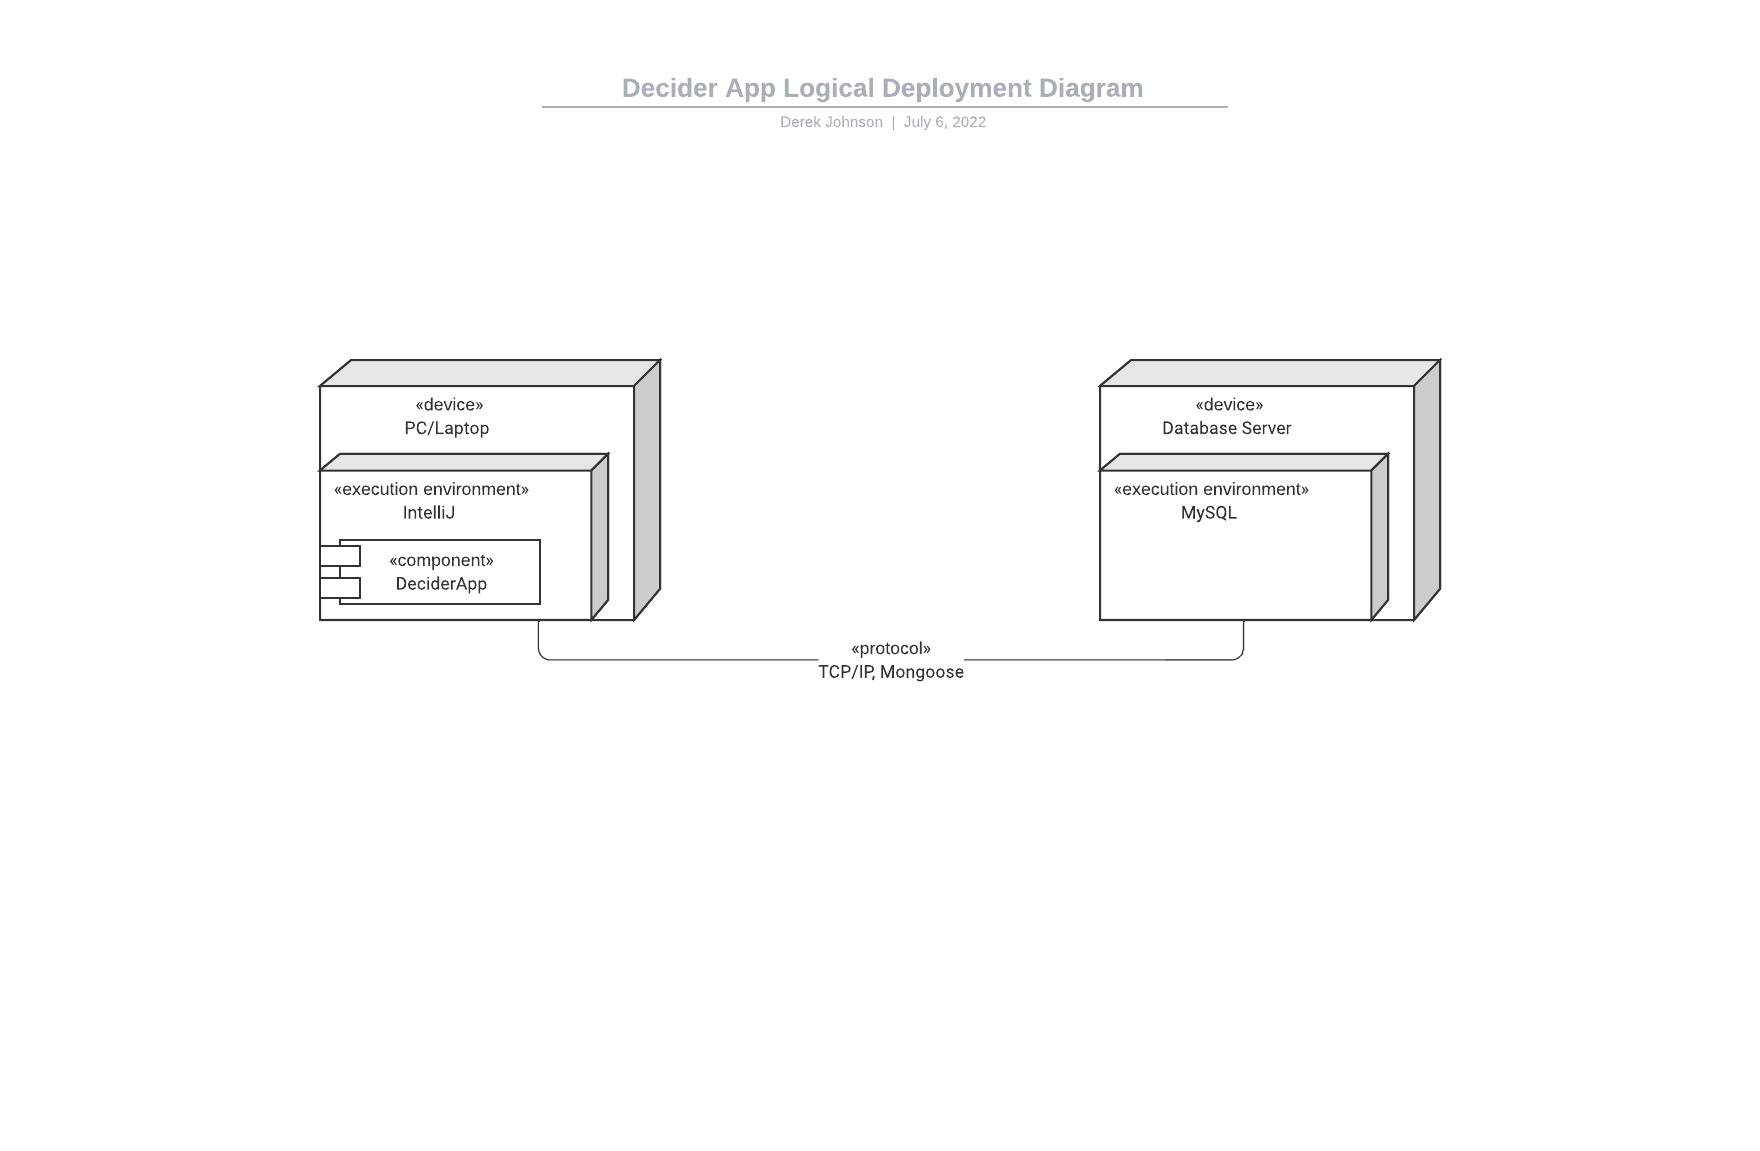 Decider App Logical Deployment Diagram
Derek Johnson | July 6, 2022
«device»
PC/Laptop
«execution environment»
IntelliJ
«component»
DeciderApp
«device»
Database Server
«execution environment»
MySQL
«protocol»
TCP/IP, Mongoose